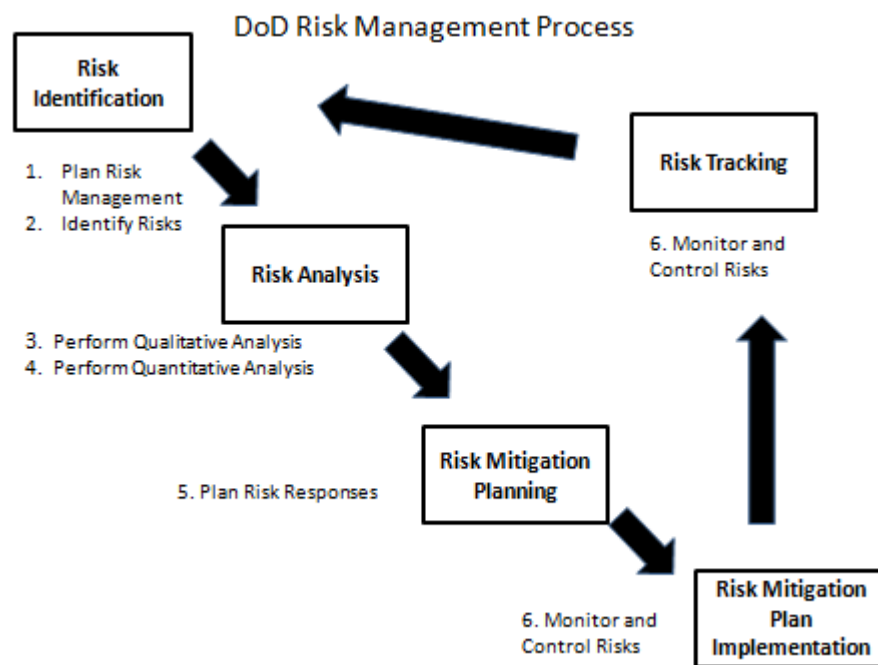 DoD Risk Management Process
Risk
Identification
1. Plan Risk
Management
2. Identify Risks
Risk Analysis
3. Perform Qualitative Analysis
4. Perform Quantitative Analysis
Risk Mitigation
Planning
5. Plan Risk Responses
Risk Mitigation
Plan
Implementation
6. Monitor and
Control Risks
Risk Tracking
6. Monitor and
Control Risks